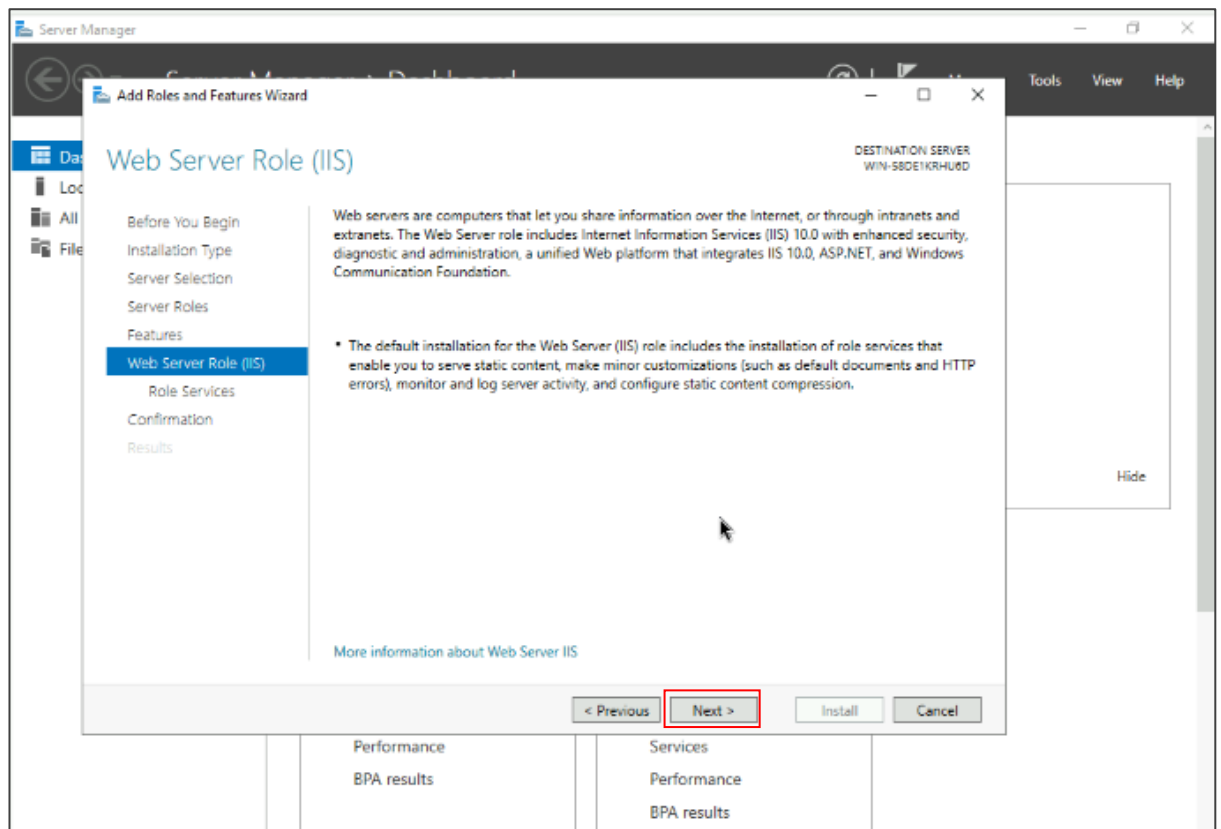 Server Manager
Server Manager Dashboard
Tools View Help
Add Roles and Features Wizard
Web Server Role (IIS)
DESTINATION SERVER
WIN-58DE1KRHU6D
Das
Loc
All
File
Before You Begin
Installation Type
Server Selection
Server Roles
Features
Web Server Role (IIS)
Role Services
Confirmation
Results
Web servers are computers that let you share information over the Internet, or through intranets and
extranets. The Web Server role includes Internet Information Services (IIS) 10.0 with enhanced security,
diagnostic and administration, a unified Web platform that integrates IIS 10.0, ASP.NET, and Windows
Communication Foundation.
• The default installation for the Web Server (IIS) role includes the installation of role services that
enable you to serve static content, make minor customizations (such as default documents and HTTP
errors), monitor and log server activity, and configure static content compression.
Hide
More information about Web Server IIS
< Previous
Next >
Install
Cancel
Performance
BPA results
Services
Performance
BPA results